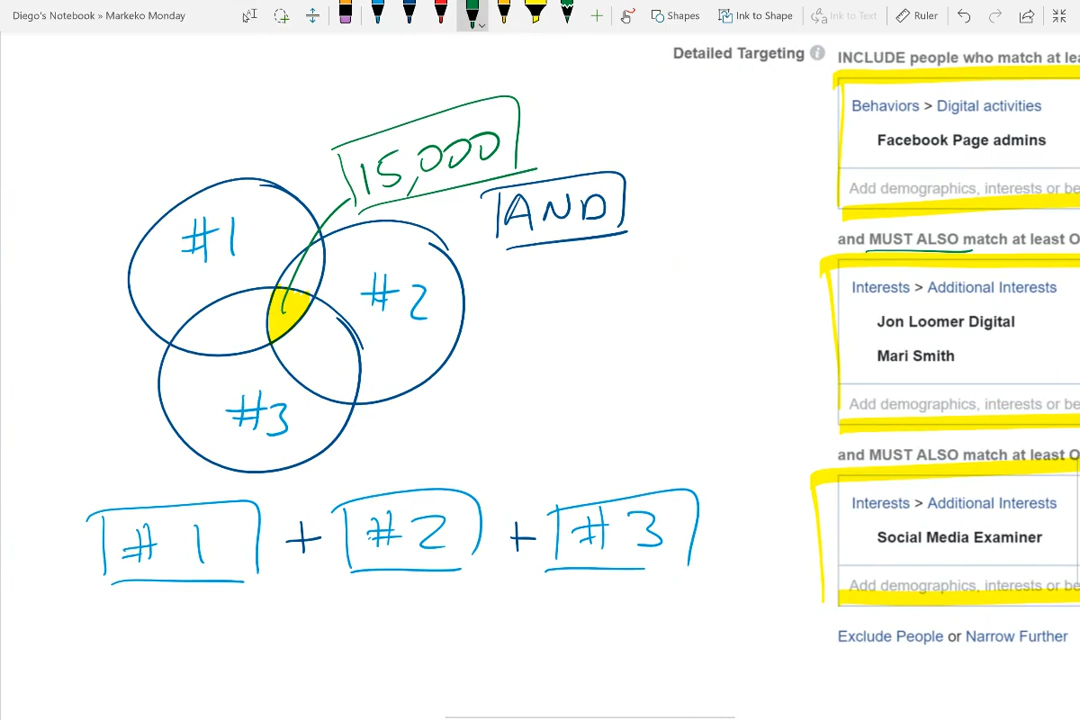 Diego's Notebook » Markeko Monday
Shapes
Ink to Shape
Ink to Text
Ruler
Detailed Targeting
INCLUDE people who match at lea
Behaviors > Digital activities
Facebook Page admins
Add demographics, interests or be
and MUST ALSO match at least O
Interests > Additional Interests
Jon Loomer Digital
Mari Smith
Add demographics, interests or be
and MUST ALSO match at least O
Interests > Additional Interests
Social Media Examiner
Add demographics, interests or be
Exclude People or Narrow Further
15,000
AND
#1
#2
#3
#1 + #2 + #3